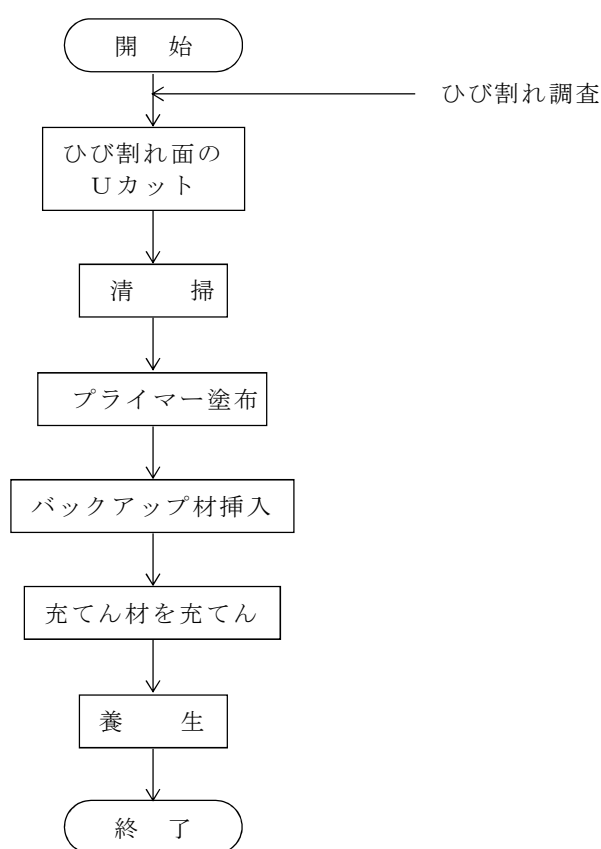 開　始
ひび割れ調査
ひび割れ面の
Ｕカット
清　　掃
プライマー塗布
バックアップ材挿入
充てん材を充てん
養　　生
終　了